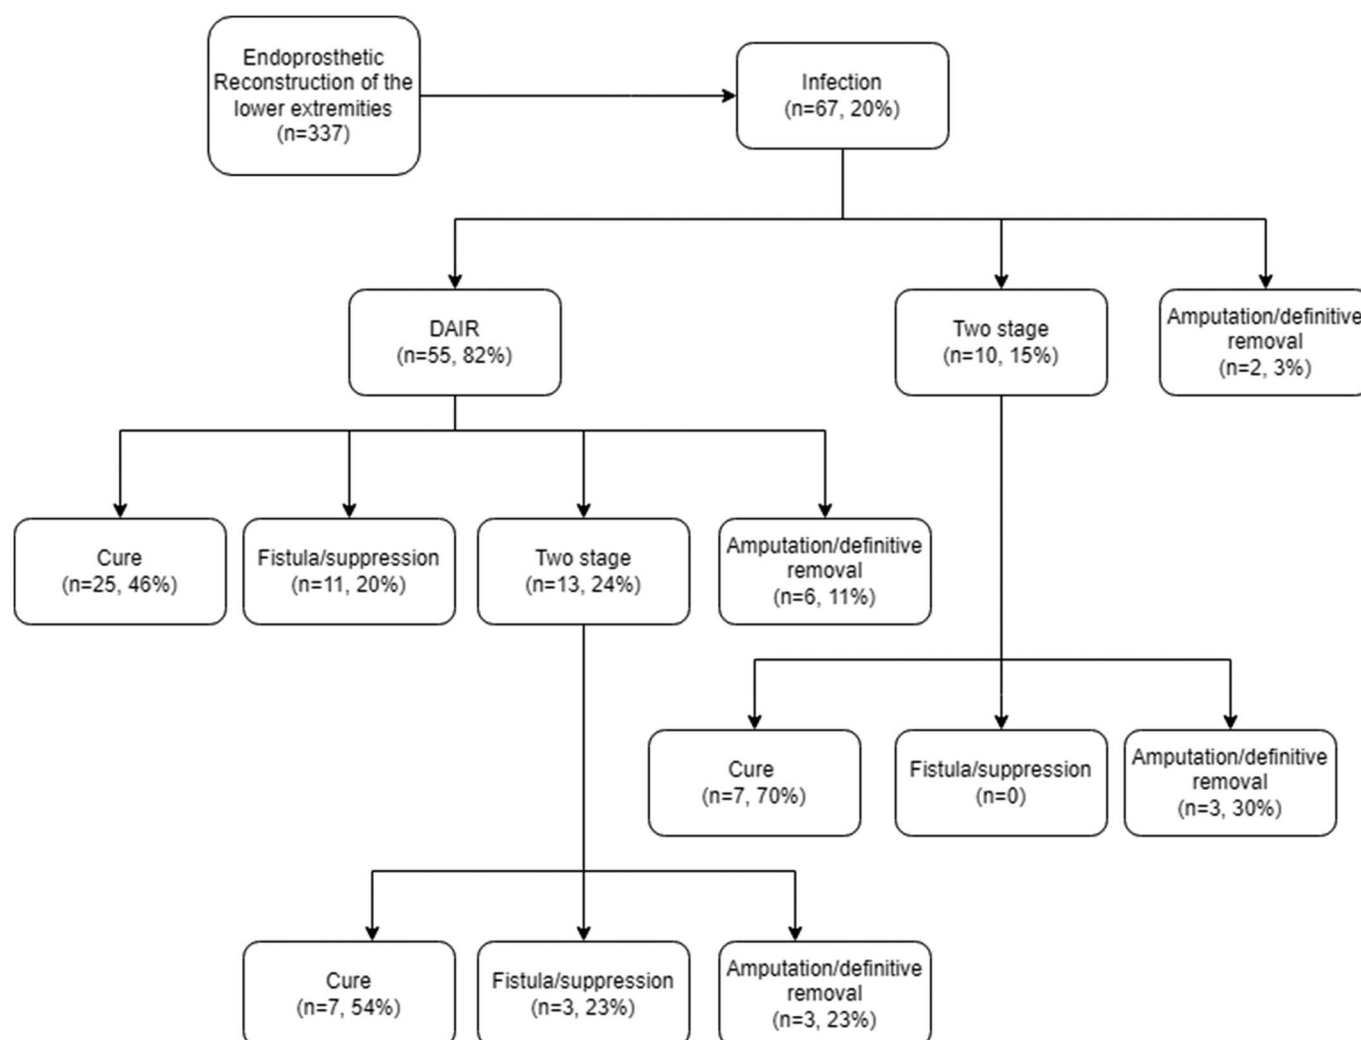 Endoprosthetic
Reconstruction of the
lower extremities
(n=337)
Infection
(n=67, 20%)
DAIR
(n=55, 82%)
Two stage
(n=10, 15%)
Amputation/definitive
removal
(n=2, 3%)
Cure
(n=25, 46%)
Fistula/suppression
(n=11, 20%)
Two stage
(n=13, 24%)
Amputation/definitive
removal
(n=6, 11%)
Cure
(n=7, 70%)
Fistula/suppression
(n=0)
Amputation/definitive
removal
(n=3, 30%)
Cure
(n=7, 54%)
Fistula/suppression
(n=3, 23%)
Amputation/definitive
removal
(n=3, 23%)